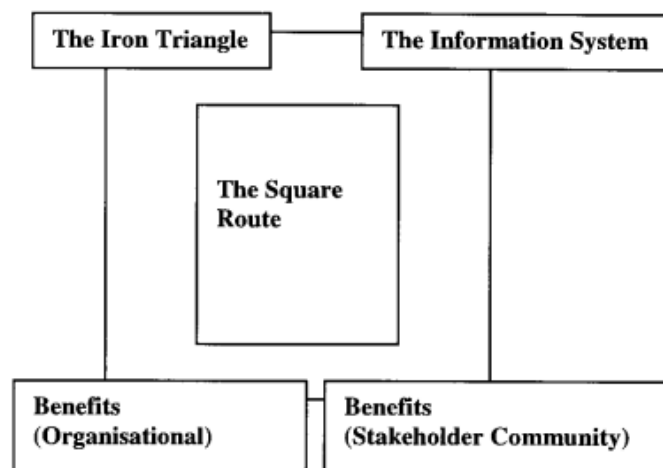 The Iron Triangle
The Information System
The Square
Route
Benefits
(Organisational)
Benefits
(Stakeholder Community)